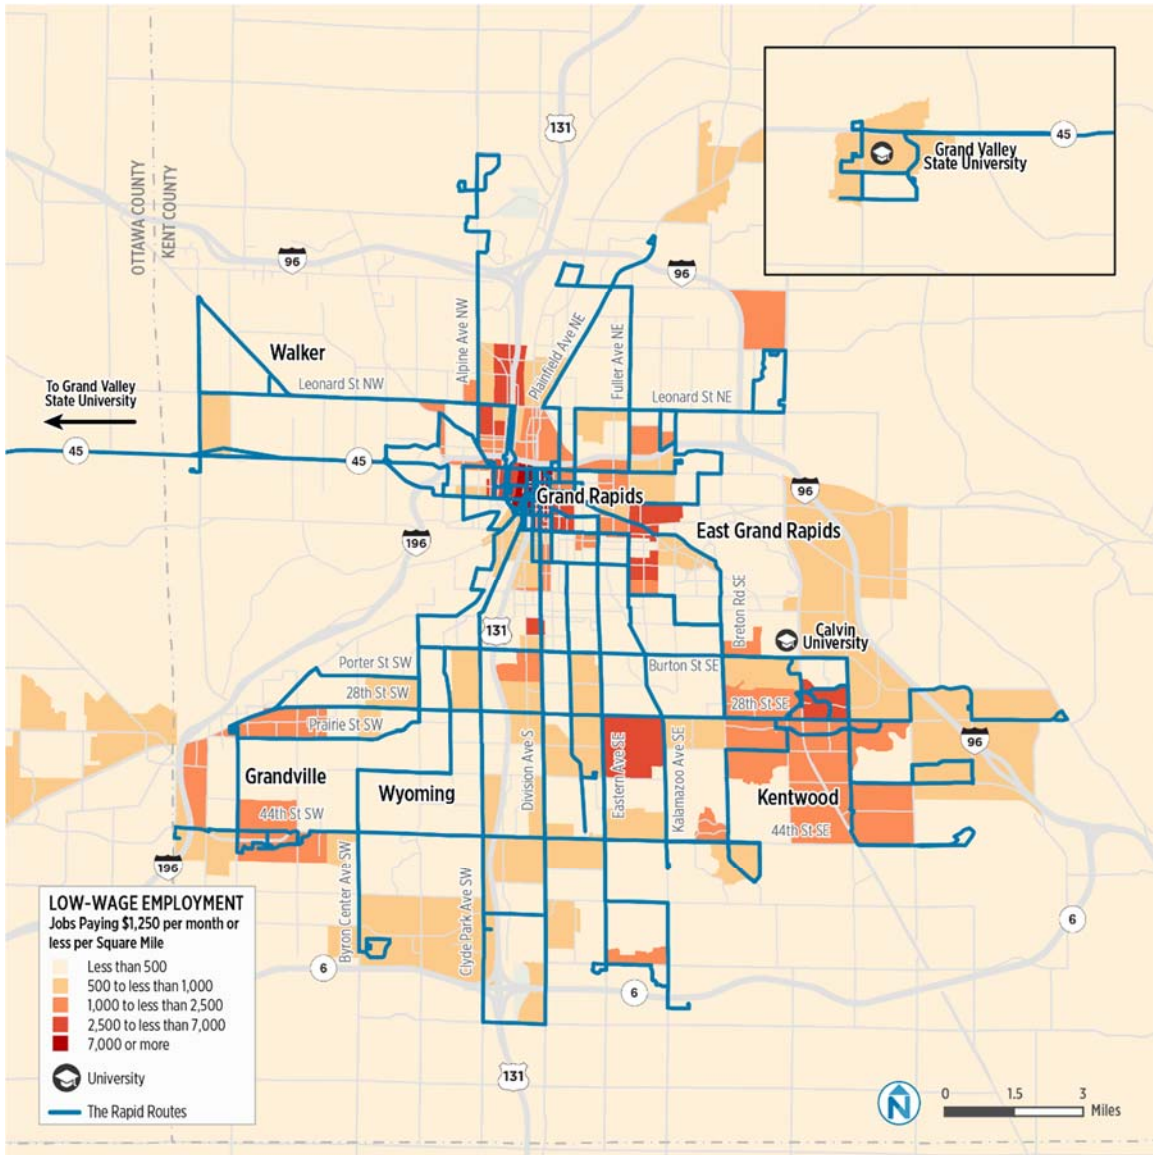 131
45
Grand Valley
State University
OTTAWA COUNTY
KENT COUNTY
96
96
Alpine Ave NW
Plainfield Ave NE
Fuller Ave NE
Walker
Leonard St NW
Leonard St NE
To Grand Valley
State University
45
45
96
Grand Rapids
East Grand Rapids
196
Breton Rd SE
131
Calvin
University
Porter St SW
Burton St SE
28th St SW
28th St SE
Prairie St SW
96
Division Ave S
Eastern Ave SE
Kalamazoo Ave SE
Grandville
Wyoming
Kentwood
44th St SW
44th St SE
196
Byron Center Ave SW
Clyde Park Ave SW
6
6
6
131
LOW-WAGE EMPLOYMENT
Jobs Paying $1,250 per month or
less per Square Mile
Less than 500
500 to less than 1,000
1,000 to less than 2,500
2,500 to less than 7,000
7,000 or more
University
The Rapid Routes
N
0 1.5 3
Miles